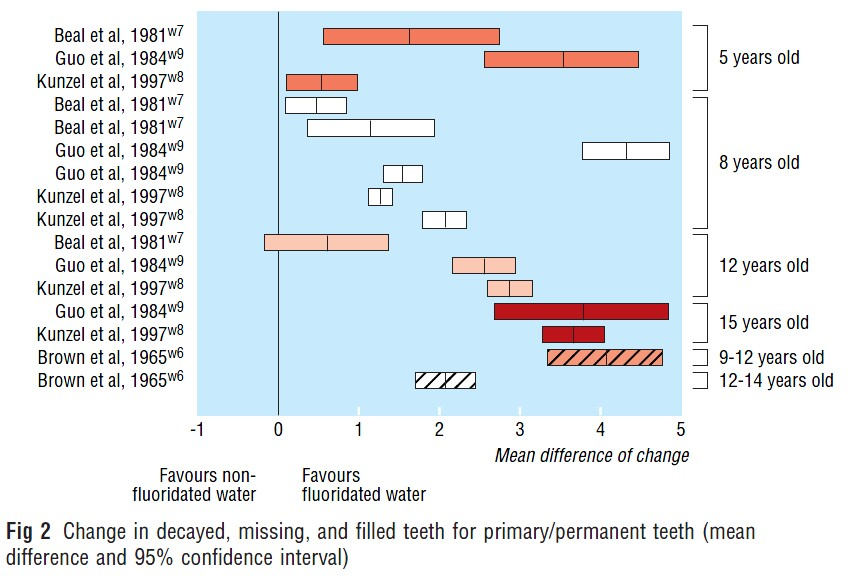 Beal et al, 1981w7
Guo et al, 1984w9
Kunzel et al, 1997w8
5 years old
Beal et al, 1981w7
Beal et al, 1981w7
Guo et al, 1984w9
Guo et al, 1984w9
Kunzel et al, 1997w8
Kunzel et al, 1997w8
8 years old
Beal et al, 1981w7
Guo et al, 1984w9
Kunzel et al, 1997w8
12 years old
Guo et al, 1984w9
Kunzel et al, 1997w8
15 years old
Brown et al, 1965w6
9-12 years old
Brown et al, 1965w6
12-14 years old
-1 0 1 2 3 4 5
Mean difference of change
Favours non-
fluoridated water
Favours
fluoridated water
Fig 2 Change in decayed, missing, and filled teeth for primary/permanent teeth (mean
difference and 95% confidence interval)